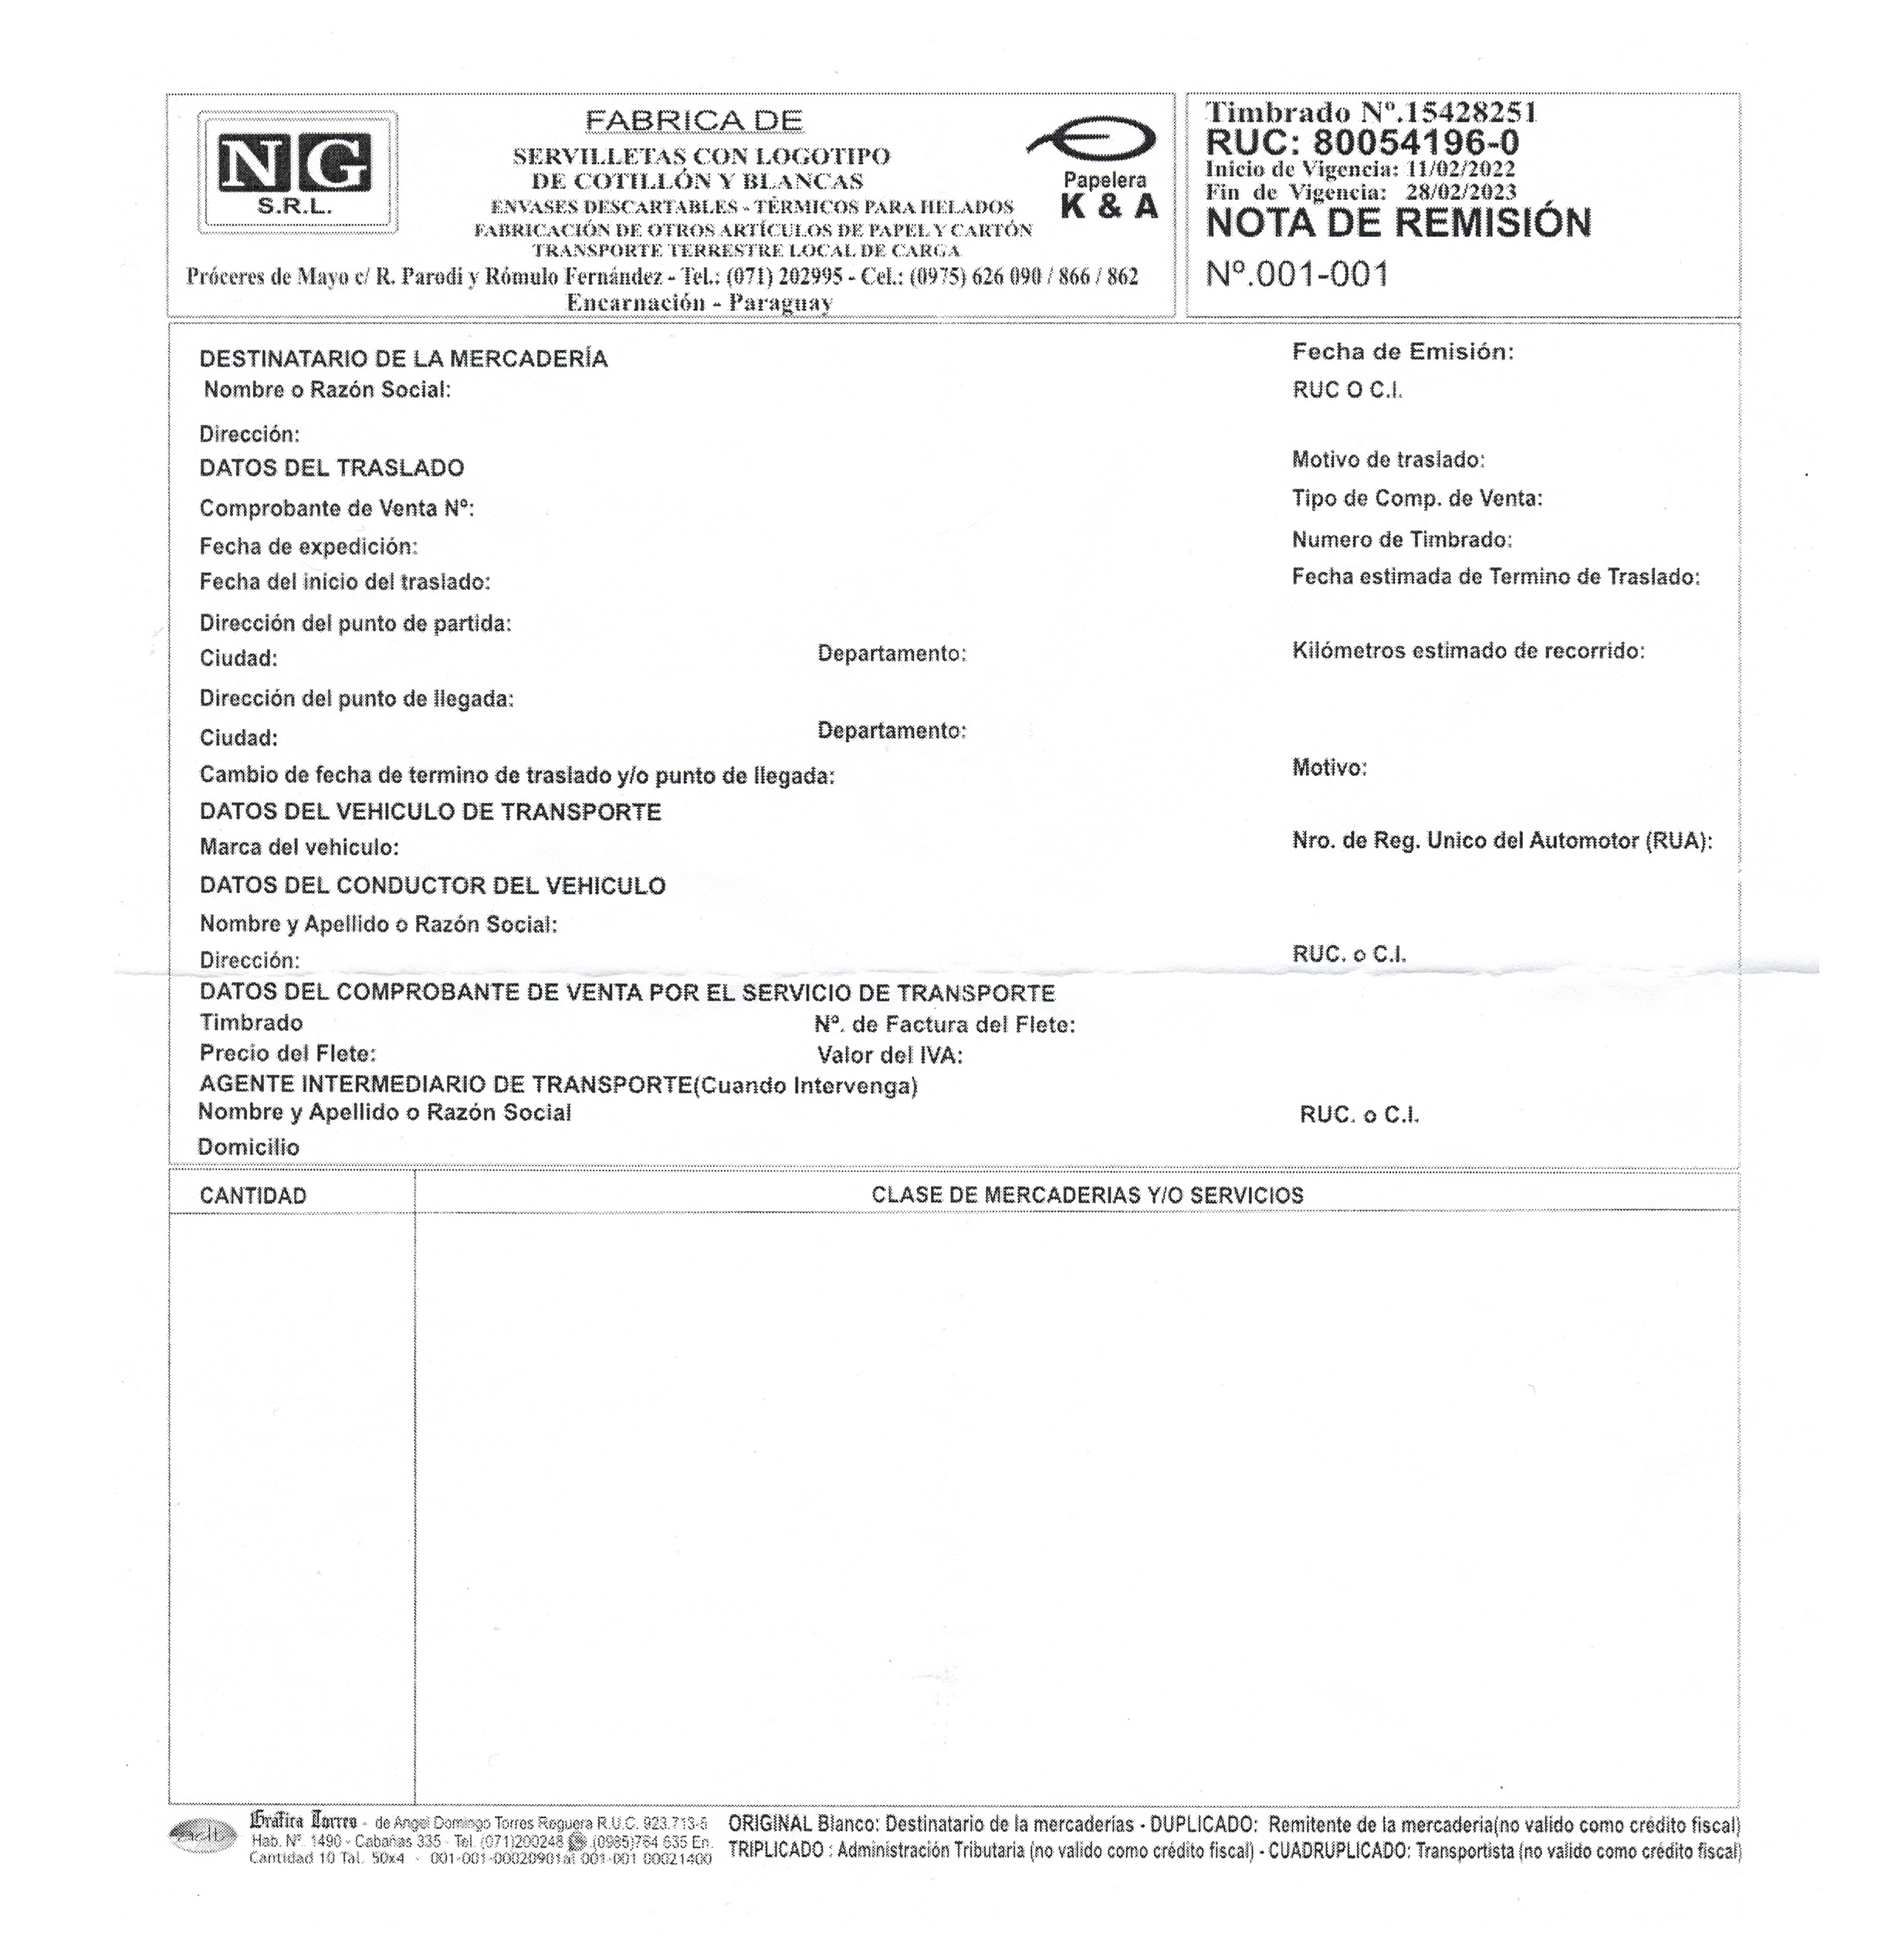 NG
S.R.L.
FABRICA DE
SERVILLETAS CON LOGOTIPO
DE COTILLÓN Y BLANCAS
ENVASES DESCARTABLES - TÉRMICOS PARA HELADOS
FABRICACIÓN DE OTROS ARTÍCULOS DE PAPEL Y CARTÓN
TRANSPORTE TERRESTRE LOCAL DE CARGA
Próceres de Mayo c/ R. Parodi y Rómulo Fernández - Tel.: (071) 202995 - Cel.: (0975) 626 090 / 866 / 862
Encarnación - Paraguay
Papelera
K & A
Timbrado Nº.15428251
RUC: 80054196-0
Inicio de Vigencia: 11/02/2022
Fin de Vigencia: 28/02/2023
NOTA DE REMISIÓN
Nº.001-001
DESTINATARIO DE LA MERCADERÍA Fecha de Emisión:
Nombre o Razón Social: RUC O C.I.
Dirección:
DATOS DEL TRASLADO Motivo de traslado:
Comprobante de Venta Nº: Tipo de Comp. de Venta:
Fecha de expedición: Numero de Timbrado:
Fecha del inicio del traslado: Fecha estimada de Termino de Traslado:
Dirección del punto de partida:
Ciudad: Departamento: Kilómetros estimado de recorrido:
Dirección del punto de llegada:
Ciudad: Departamento:
Cambio de fecha de termino de traslado y/o punto de llegada: Motivo:
DATOS DEL VEHICULO DE TRANSPORTE
Marca del vehiculo: Nro. de Reg. Unico del Automotor (RUA):
DATOS DEL CONDUCTOR DEL VEHICULO
Nombre y Apellido o Razón Social:
Dirección: RUC. o C.I.
DATOS DEL COMPROBANTE DE VENTA POR EL SERVICIO DE TRANSPORTE
Timbrado Nº. de Factura del Flete:
Precio del Flete: Valor del IVA:
AGENTE INTERMEDIARIO DE TRANSPORTE(Cuando Intervenga)
Nombre y Apellido o Razón Social RUC. o C.I.
Domicilio
CANTIDAD CLASE DE MERCADERIAS Y/O SERVICIOS
Gráfica Torres - de Angel Domingo Torres Reguera R.U.C. 923.713-5
Hab. Nº. 1490 - Cabañas 335 - Tel. (071)200248 (0985)764 635 En.
Cantidad 10 Tal. 50x4 - 001-001-00020901al 001-001 00021400
ORIGINAL Blanco: Destinatario de la mercaderías - DUPLICADO: Remitente de la mercaderia(no valido como crédito fiscal)
TRIPLICADO : Administración Tributaria (no valido como crédito fiscal) - CUADRUPLICADO: Transportista (no valido como crédito fiscal)